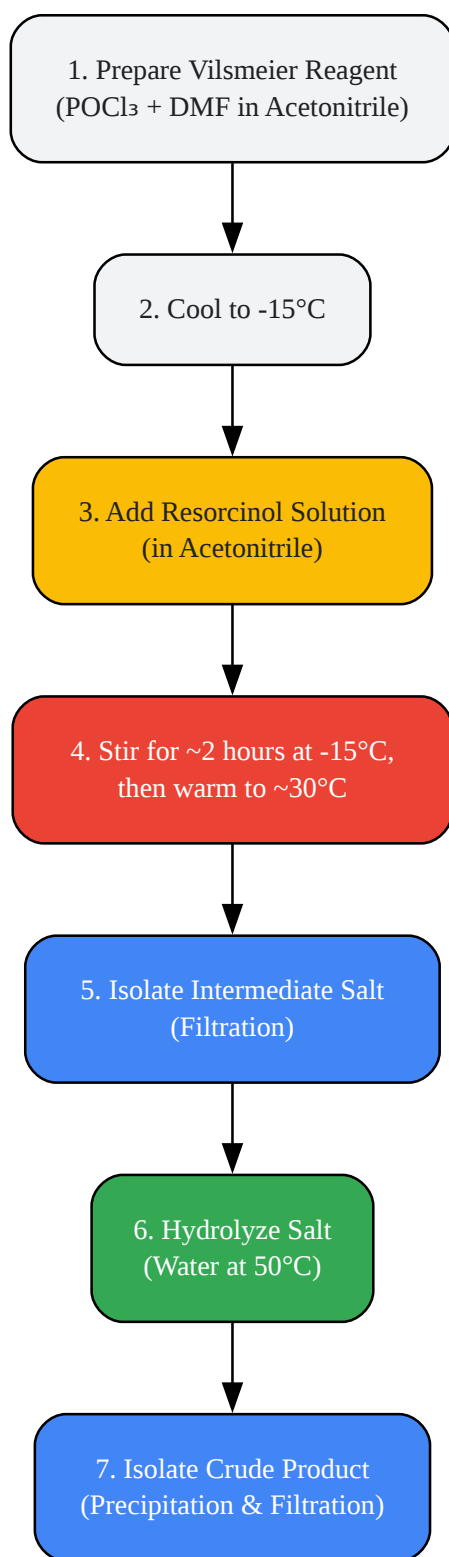 1. Prepare Vilsmeier Reagent
(POCl₃ + DMF in Acetonitrile)
2. Cool to -15°C
3. Add Resorcinol Solution
(in Acetonitrile)
4. Stir for ~2 hours at -15°C,
then warm to ~30°C
5. Isolate Intermediate Salt
(Filtration)
6. Hydrolyze Salt
(Water at 50°C)
7. Isolate Crude Product
(Precipitation & Filtration)